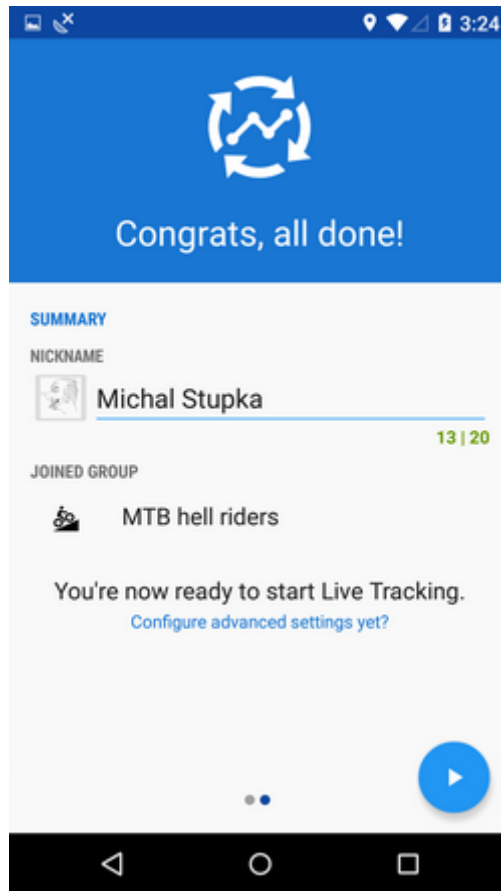 3:24
Congrats, all done!
SUMMARY
NICKNAME
Michal Stupka
13 | 20
JOINED GROUP
MTB hell riders
You're now ready to start Live Tracking.
Configure advanced settings yet?